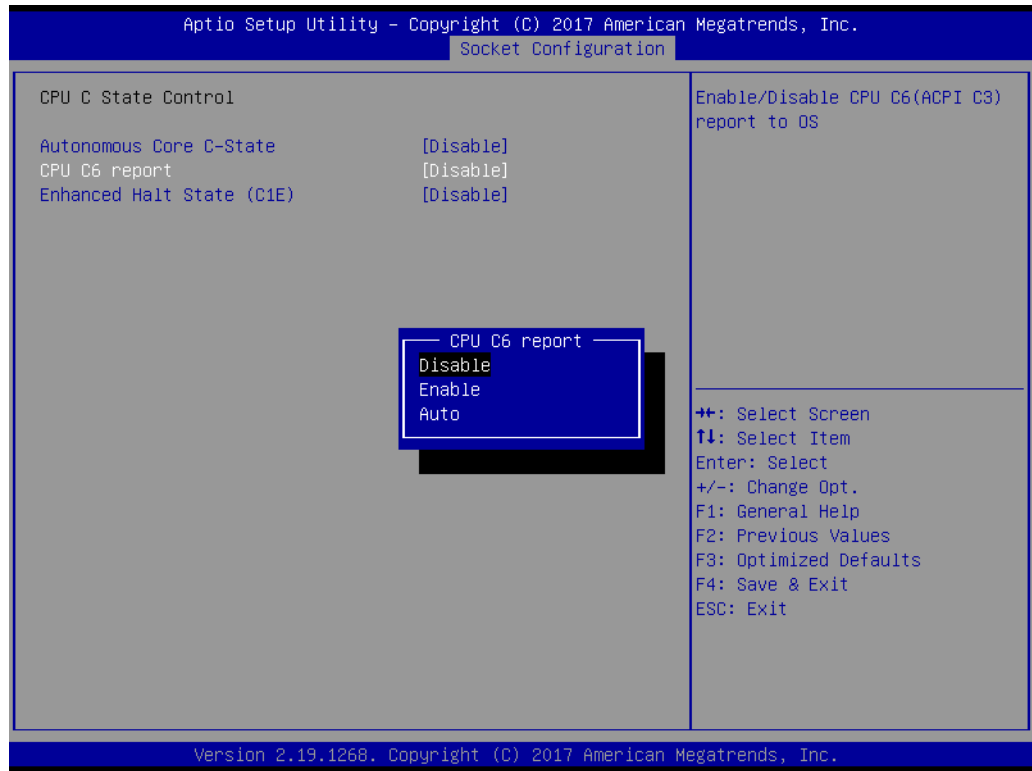 Aptio Setup Utility – Copyright (C) 2017 American Megatrends, Inc.
Socket Configuration
CPU C State Control
Autonomous Core C-State [Disable]
CPU C6 report [Disable]
Enhanced Halt State (C1E) [Disable]
Enable/Disable CPU C6(ACPI C3)
report to OS
CPU C6 report
Disable
Enable
Auto
→←: Select Screen
↑↓: Select Item
Enter: Select
+/-: Change Opt.
F1: General Help
F2: Previous Values
F3: Optimized Defaults
F4: Save & Exit
ESC: Exit
Version 2.19.1268. Copyright (C) 2017 American Megatrends, Inc.